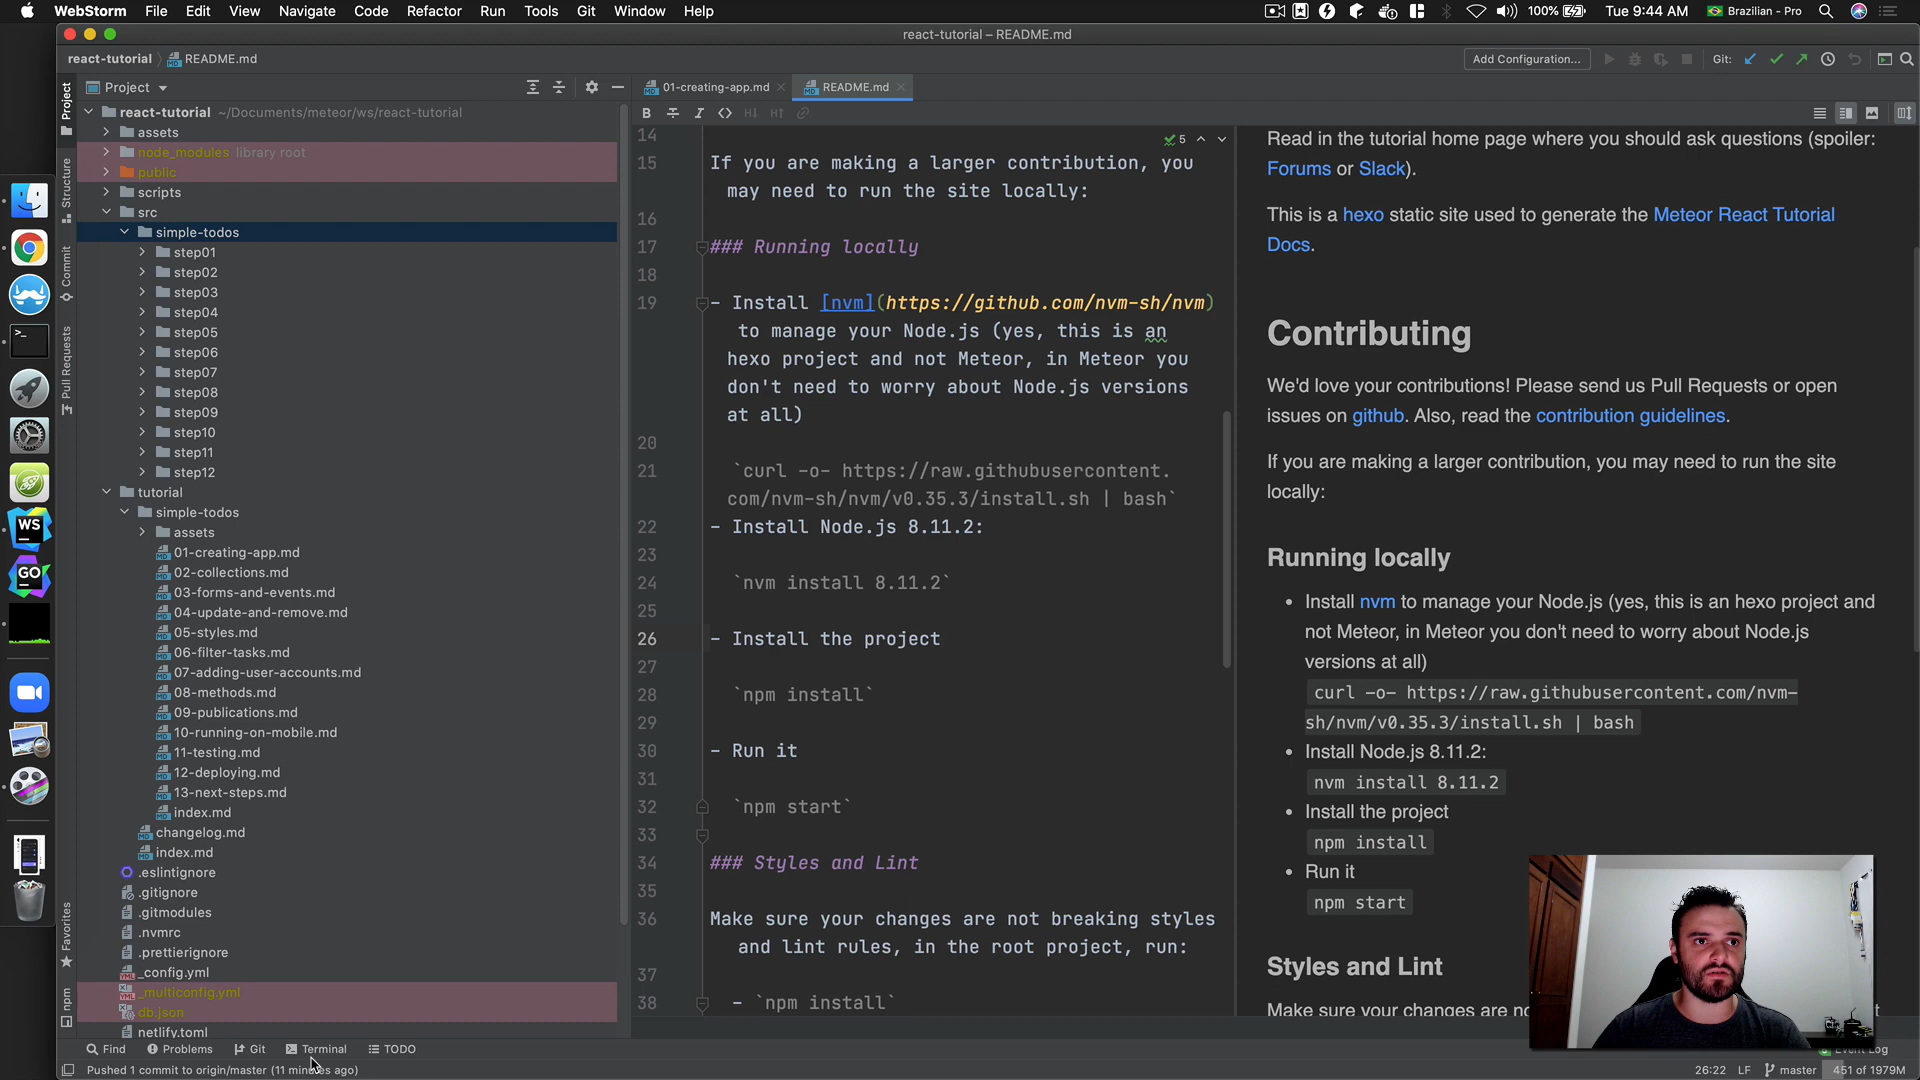 WebStorm File Edit View Navigate Code Refactor Run Tools Git Window Help 100% Tue 9:44 AM Brazilian - Pro
react-tutorial – README.md
react-tutorial README.md Add Configuration... Git:
Project 01-creating-app.md README.md
Project
Structure
Commit
Pull Requests
Favorites
npm
react-tutorial ~/Documents/meteor/ws/react-tutorial
assets
node_modules library root
public
scripts
src
simple-todos
step01
step02
step03
step04
step05
step06
step07
step08
step09
step10
step11
step12
tutorial
simple-todos
assets
01-creating-app.md
02-collections.md
03-forms-and-events.md
04-update-and-remove.md
05-styles.md
06-filter-tasks.md
07-adding-user-accounts.md
08-methods.md
09-publications.md
10-running-on-mobile.md
11-testing.md
12-deploying.md
13-next-steps.md
index.md
changelog.md
index.md
.eslintignore
.gitignore
.gitmodules
.nvmrc
.prettierignore
_config.yml
_multiconfig.yml
db.json
netlify.toml
14 5
15 If you are making a larger contribution, you
may need to run the site locally:
16
17 ### Running locally
18
19 - Install [nvm](https://github.com/nvm-sh/nvm)
to manage your Node.js (yes, this is an
hexo project and not Meteor, in Meteor you
don't need to worry about Node.js versions
at all)
20
21 `curl -o- https://raw.githubusercontent.
com/nvm-sh/nvm/v0.35.3/install.sh | bash`
22 - Install Node.js 8.11.2:
23
24 `nvm install 8.11.2`
25
26 - Install the project
27
28 `npm install`
29
30 - Run it
31
32 `npm start`
33
34 ### Styles and Lint
35
36 Make sure your changes are not breaking styles
and lint rules, in the root project, run:
37
38 - `npm install`
Read in the tutorial home page where you should ask questions (spoiler:
Forums or Slack).
This is a hexo static site used to generate the Meteor React Tutorial
Docs.
Contributing
We'd love your contributions! Please send us Pull Requests or open
issues on github. Also, read the contribution guidelines.
If you are making a larger contribution, you may need to run the site
locally:
Running locally
• Install nvm to manage your Node.js (yes, this is an hexo project and
not Meteor, in Meteor you don't need to worry about Node.js
versions at all)
curl -o- https://raw.githubusercontent.com/nvm-
sh/nvm/v0.35.3/install.sh | bash
• Install Node.js 8.11.2:
nvm install 8.11.2
• Install the project
npm install
• Run it
npm start
Styles and Lint
Make sure your changes are
WS
GO
Find Problems Git Terminal TODO Event Log
Pushed 1 commit to origin/master (11 minutes ago) 26:22 LF master 451 of 1979M